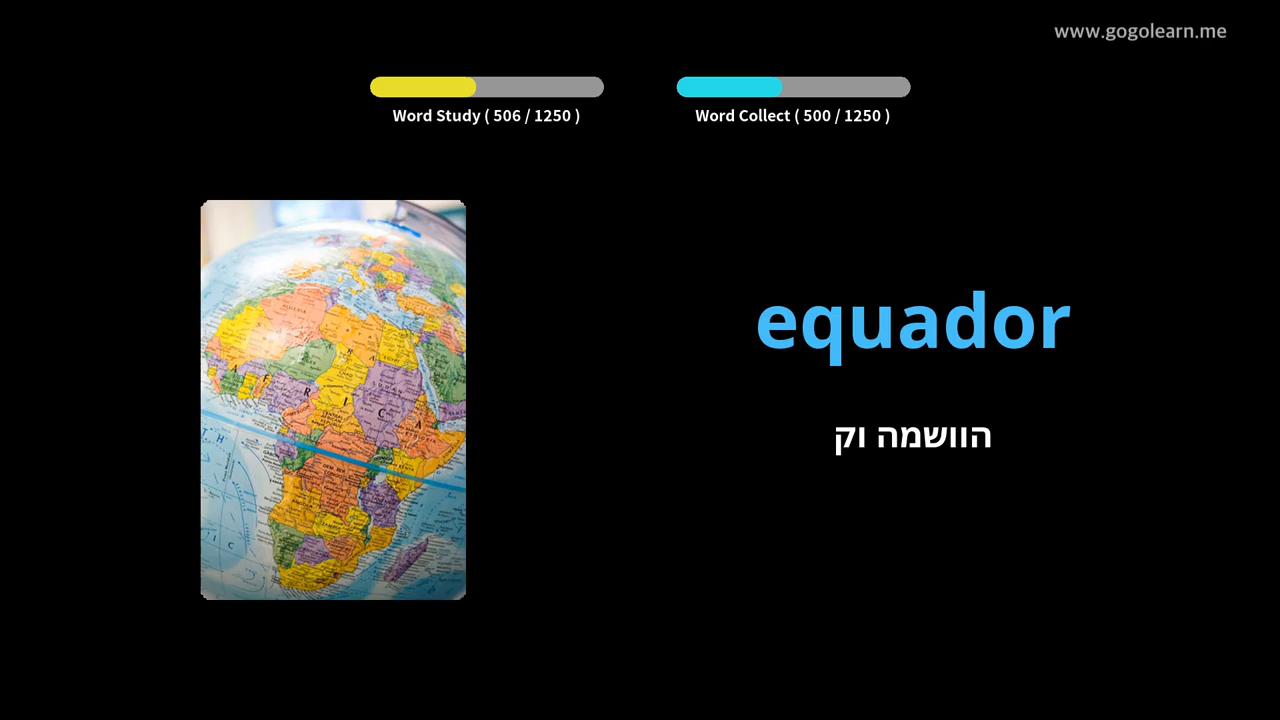 www.gogolearn.me
Word Study ( 506 / 1250 )
Word Collect ( 500 / 1250 )
equador
הוושמה וק